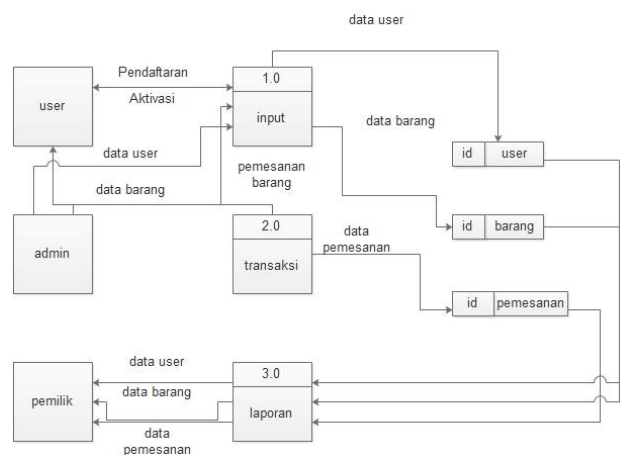 data user
user
Pendaftaran
Aktivasi
1.0
input
data barang
id
user
data user
pemesanan
barang
data barang
admin
2.0
transaksi
data
pemesanan
id
barang
id
pemesanan
pemilik
data user
data barang
data
pemesanan
3.0
laporan